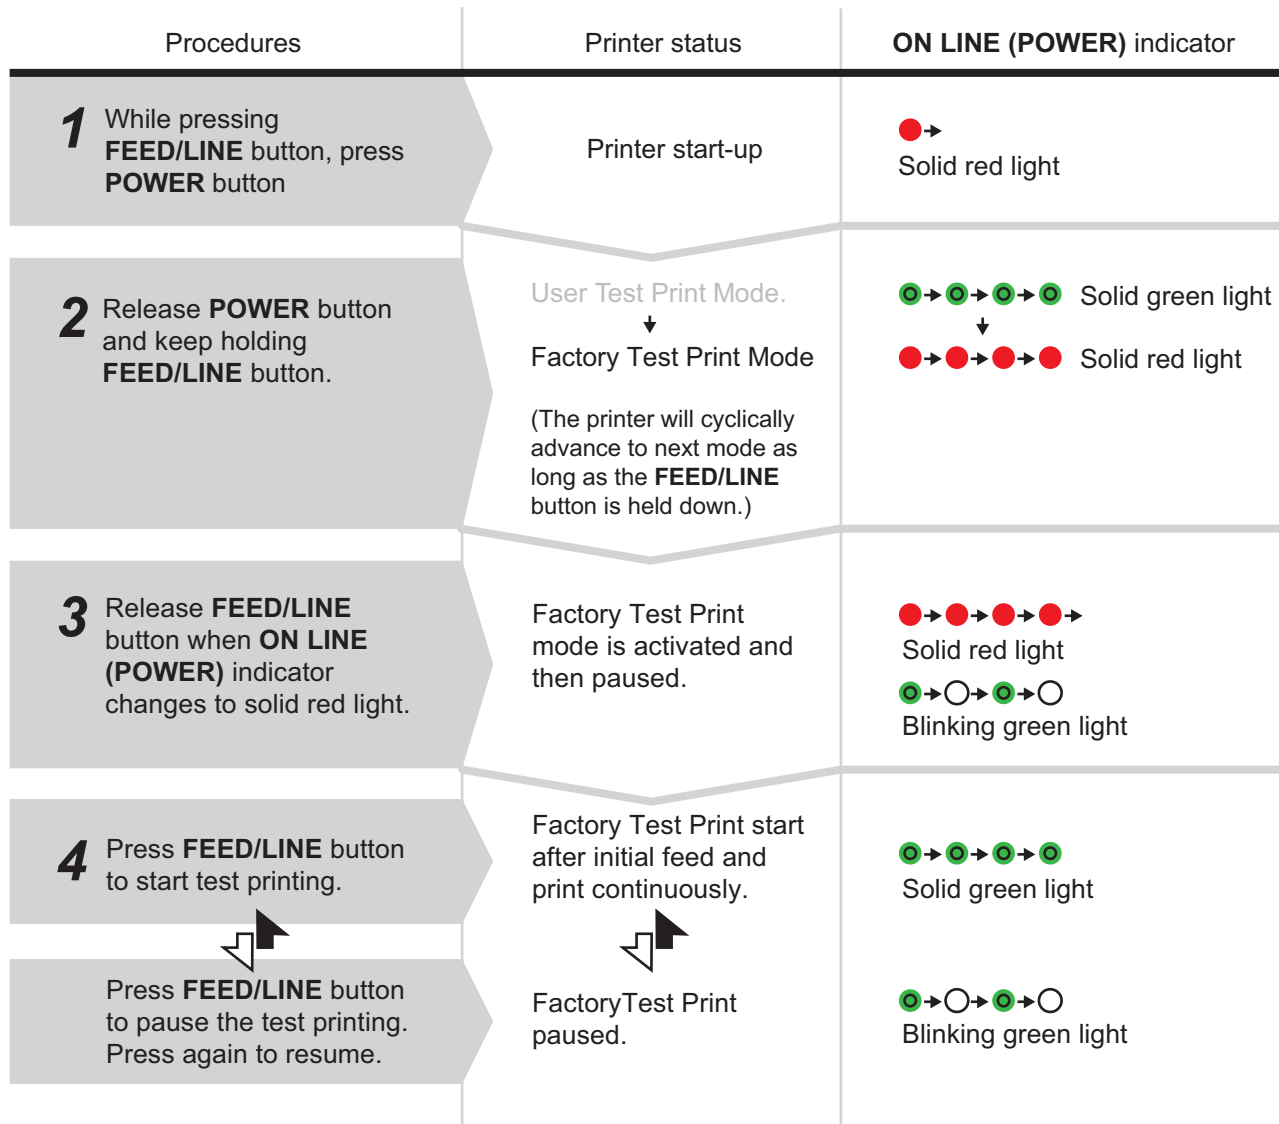 Procedures
Printer status
ON LINE (POWER) indicator
1
While pressing
FEED/LINE button, press
POWER button
Printer start-up
Solid red light
2
Release POWER button
and keep holding
FEED/LINE button.
User Test Print Mode.
Factory Test Print Mode
(The printer will cyclically
advance to next mode as
long as the FEED/LINE
button is held down.)
Solid green light
Solid red light
3
Release FEED/LINE
button when ON LINE
(POWER) indicator
changes to solid red light.
Factory Test Print
mode is activated and
then paused.
Solid red light
Blinking green light
4
Press FEED/LINE button
to start test printing.
Factory Test Print start
after initial feed and
print continuously.
Solid green light
Press FEED/LINE button
to pause the test printing.
Press again to resume.
FactoryTest Print
paused.
Blinking green light